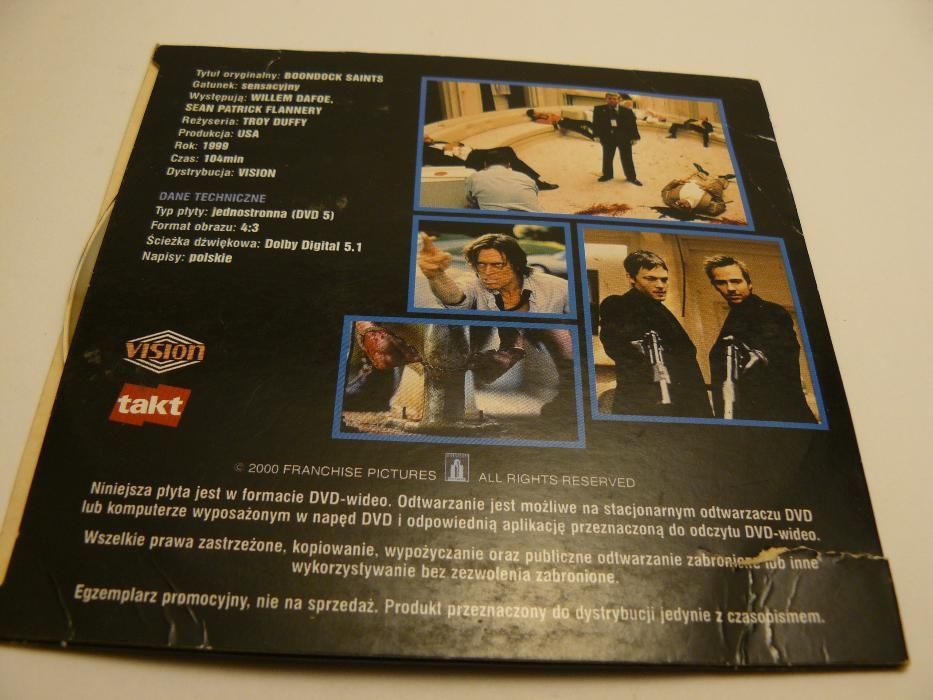 Tytuł oryginalny: BOONDOCK SAINTS
Gatunek: sensacyjny
Występują: WILLEM DAFOE,
SEAN PATRICK FLANNERY
Reżyseria: TROY DUFFY
Produkcja: USA
Rok: 1999
Czas: 104min
Dystrybucja: VISION
DANE TECHNICZNE
Typ płyty: jednostronna (DVD 5)
Format obrazu: 4:3
Ścieżka dźwiękowa: Dolby Digital 5.1
Napisy: polskie
VISION
takt
© 2000 FRANCHISE PICTURES ALL RIGHTS RESERVED
Niniejsza płyta jest w formacie DVD-wideo. Odtwarzanie jest możliwe na stacjonarnym odtwarzaczu DVD
lub komputerze wyposażonym w napęd DVD i odpowiednią aplikację przeznaczoną do odczytu DVD-wideo.
Wszelkie prawa zastrzeżone, kopiowanie, wypożyczanie oraz publiczne odtwarzanie zabronione lub inne
wykorzystywanie bez zezwolenia zabronione.
Egzemplarz promocyjny, nie na sprzedaż. Produkt przeznaczony do dystrybucji jedynie z czasopismem.